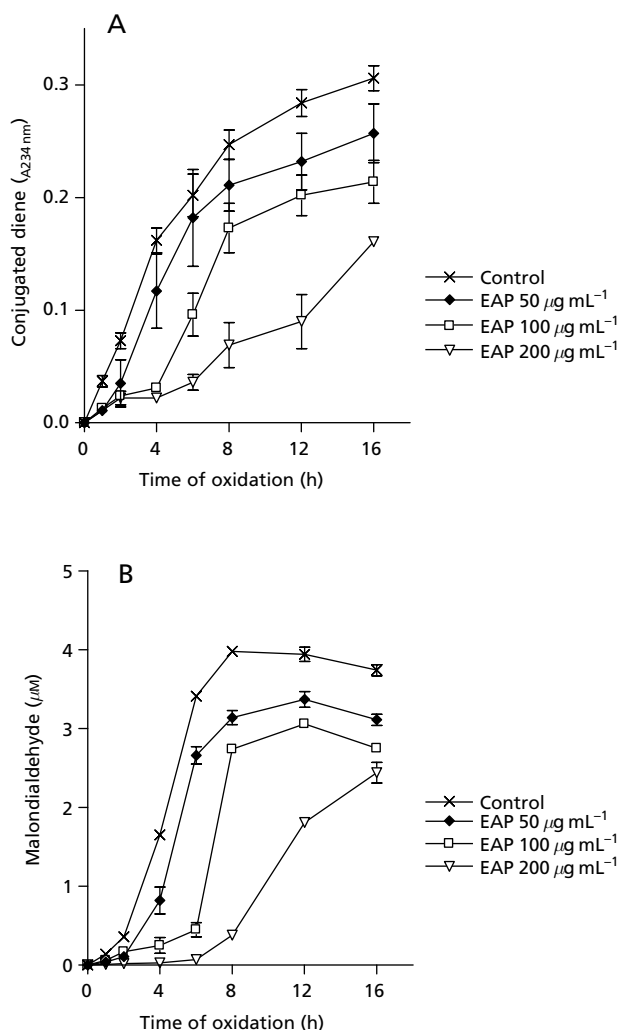 A
0.3
0.2
0.1
0.0
Conjugated diene (A234 nm)
0 4 8 12 16
Time of oxidation (h)
Control
EAP 50 µg mL⁻¹
EAP 100 µg mL⁻¹
EAP 200 µg mL⁻¹
B
5
4
3
2
1
0
Malondialdehyde (µM)
0 4 8 12 16
Time of oxidation (h)
Control
EAP 50 µg mL⁻¹
EAP 100 µg mL⁻¹
EAP 200 µg mL⁻¹